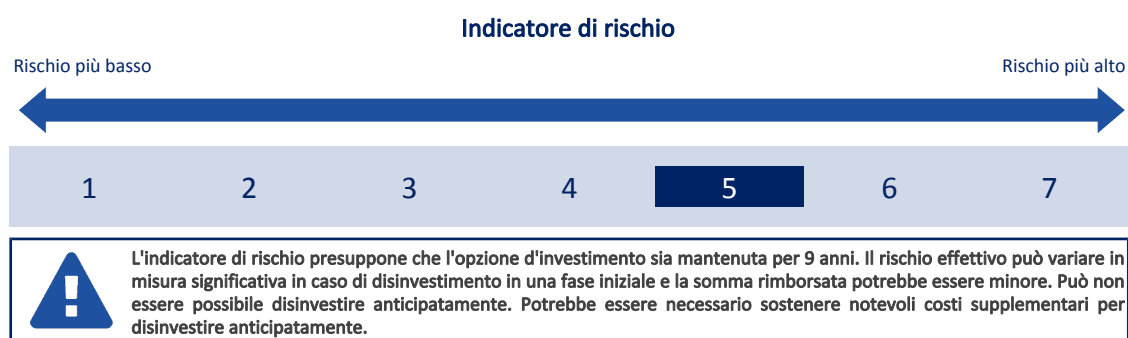 Indicatore di rischio
Rischio più basso
Rischio più alto
1 2 3 4 5 6 7
L'indicatore di rischio presuppone che l'opzione d'investimento sia mantenuta per 9 anni. Il rischio effettivo può variare in
misura significativa in caso di disinvestimento in una fase iniziale e la somma rimborsata potrebbe essere minore. Può non
essere possibile disinvestire anticipatamente. Potrebbe essere necessario sostenere notevoli costi supplementari per
disinvestire anticipatamente.